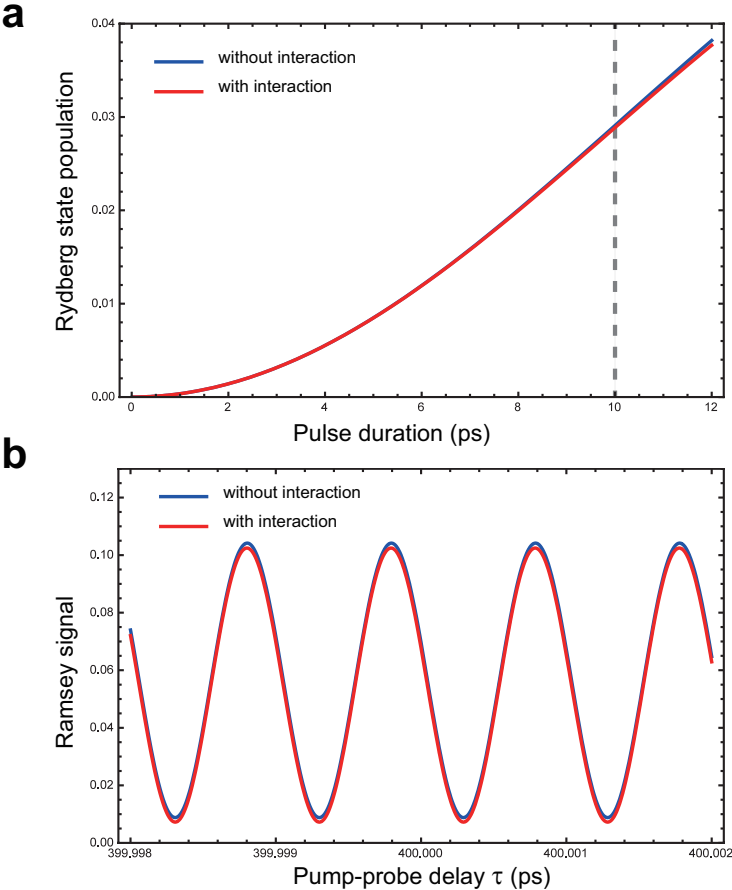 a
0.04
without interaction
with interaction
0.03
Rydberg state population
0.02
0.01
0.00
0 2 4 6 8 10 12
Pulse duration (ps)
b
without interaction
0.12
with interaction
0.10
0.08
Ramsey signal
0.06
0.04
0.02
0.00
399.998 399.999 400.000 400.001 400.002
Pump-probe delay τ (ps)